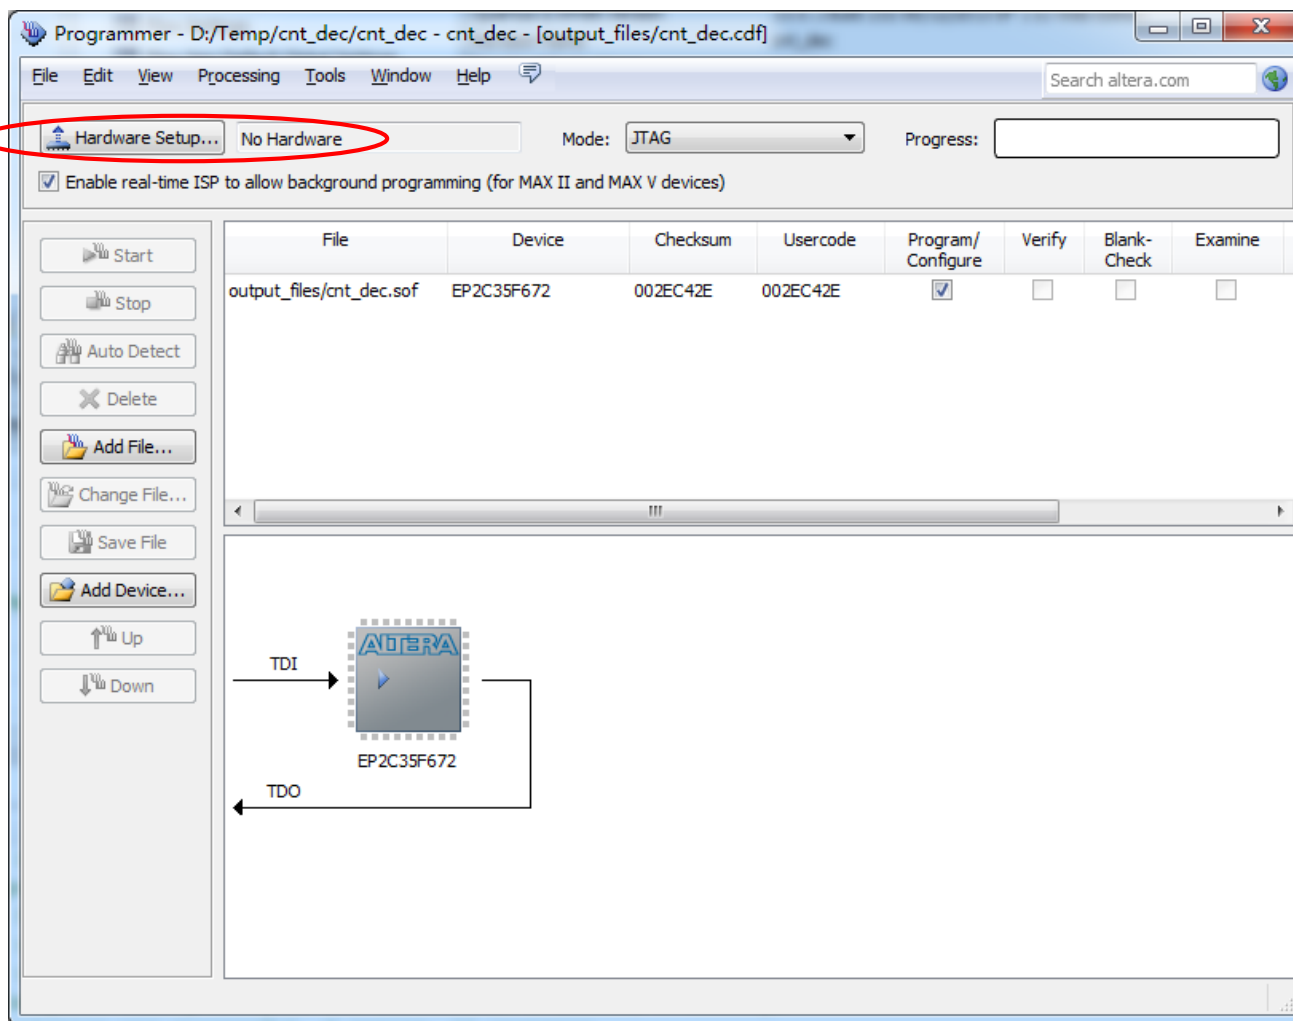 Programmer - D:/Temp/cnt_dec/cnt_dec - cnt_dec - [output_files/cnt_dec.cdf]
File Edit View Processing Tools Window Help
Search altera.com
Hardware Setup... No Hardware Mode: JTAG Progress:
Enable real-time ISP to allow background programming (for MAX II and MAX V devices)
Start
Stop
Auto Detect
Delete
Add File...
Change File...
Save File
Add Device...
Up
Down
File Device Checksum Usercode Program/ Verify Blank- Examine
Configure Check
output_files/cnt_dec.sof EP2C35F672 002EC42E 002EC42E
ALTERA
TDI
EP2C35F672
TDO